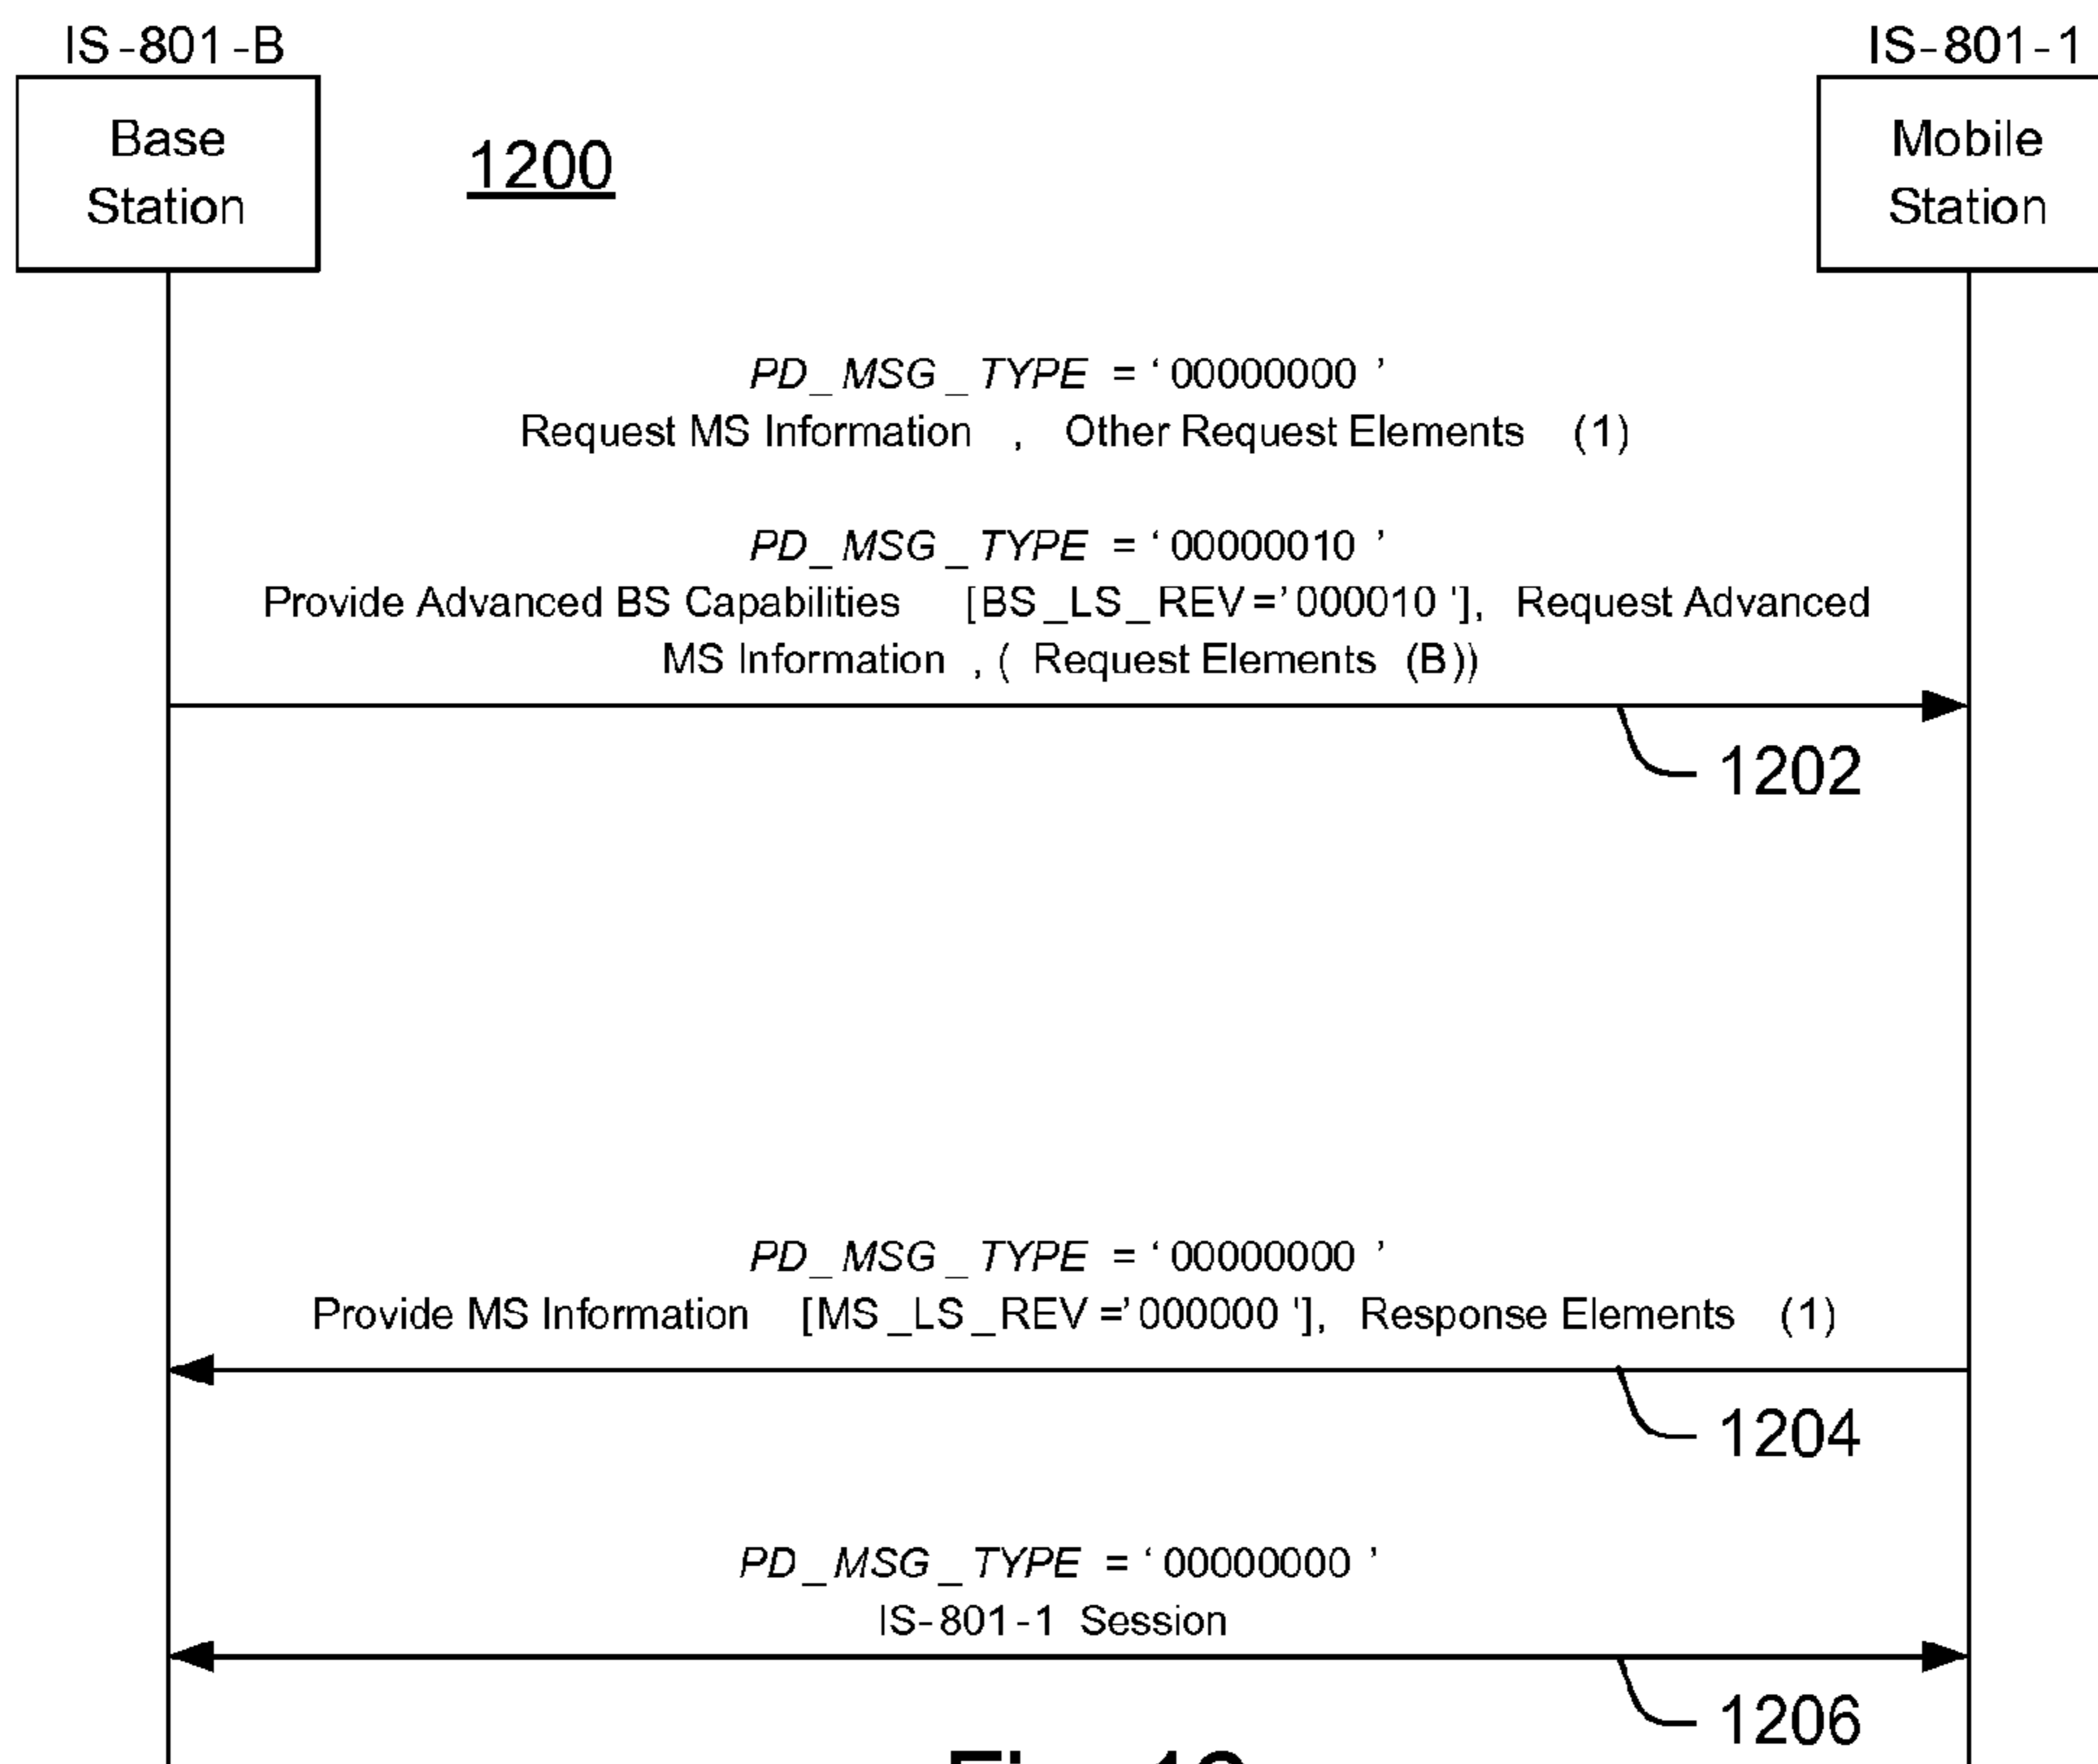 IS-801-B
IS-801-1
Base
Station
1200
Mobile
Station
PD_MSG_TYPE = ‘00000000’
Request MS Information , Other Request Elements (1)
PD_MSG_TYPE = ‘00000010’
Provide Advanced BS Capabilities [BS_LS_REV=’000010'], Request Advanced
MS Information , ( Request Elements (B))
1202
PD_MSG_TYPE = ‘00000000’
Provide MS Information [MS_LS_REV=’000000'], Response Elements (1)
1204
PD_MSG_TYPE = ‘00000000’
IS-801-1 Session
1206